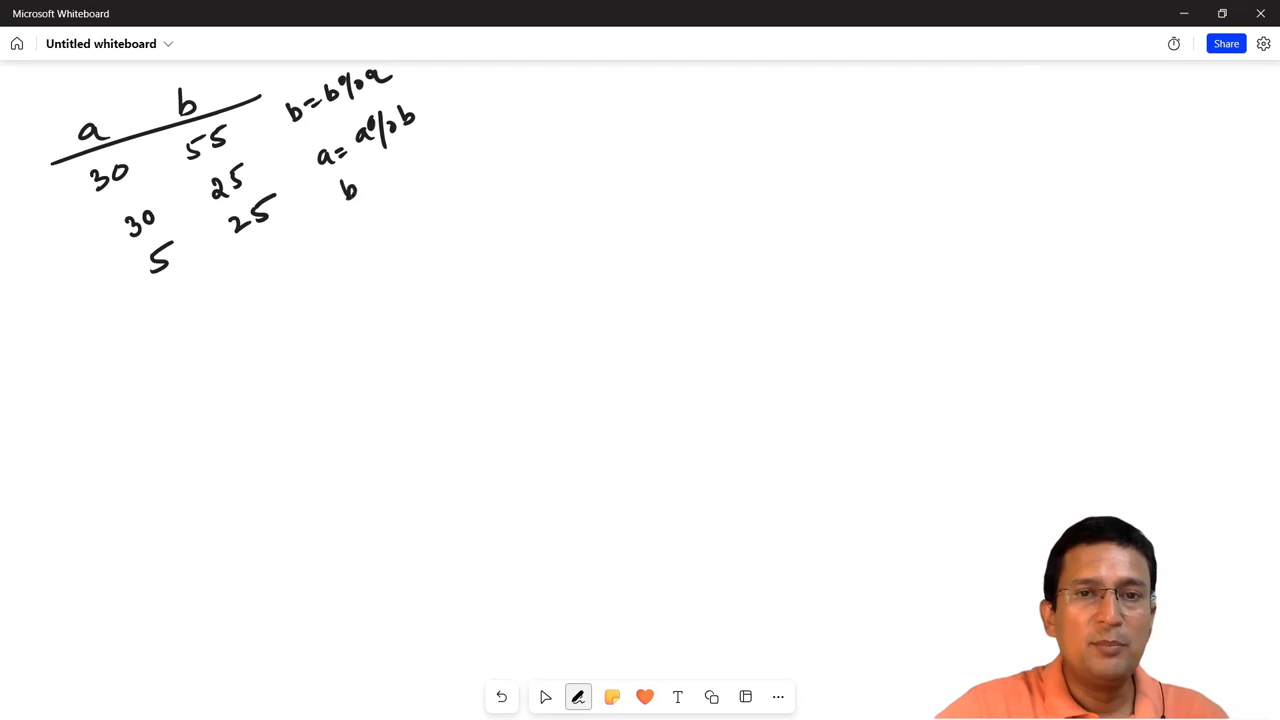 Microsoft Whiteboard
Untitled whiteboard
Share
a b
30 55 b=b%a
30 25 a=a%b
5 25 b
T